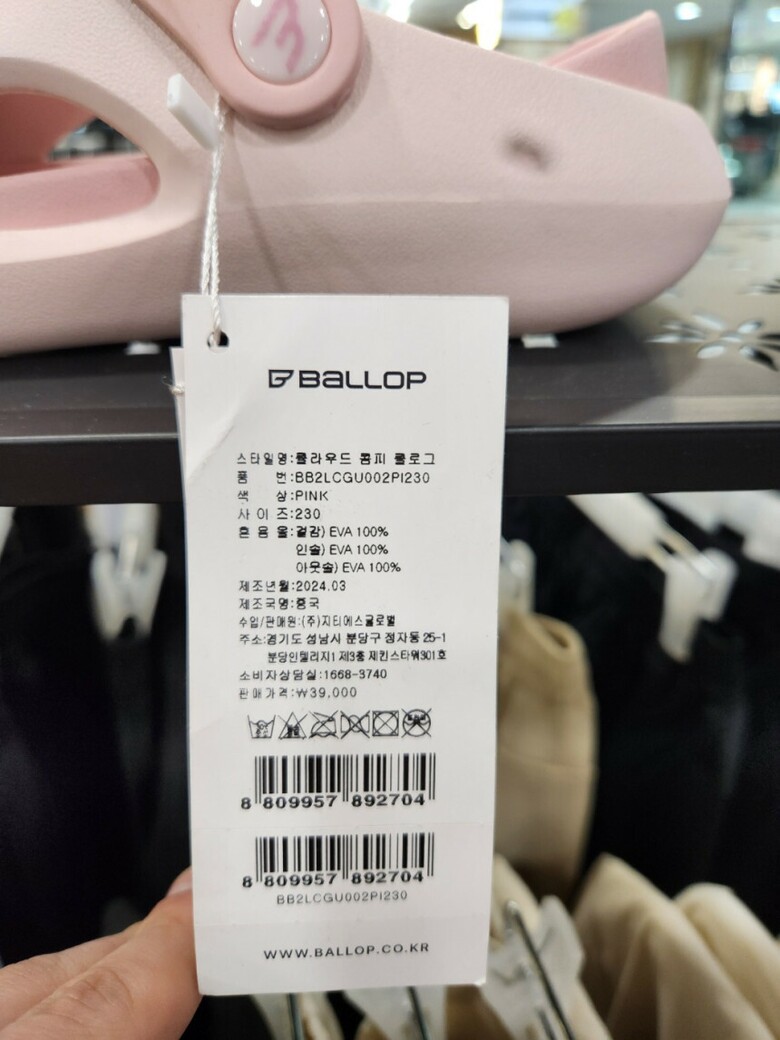 BALLOP
스타일명:클라우드 콤피 클로그
품 번:BB2LCGU002PI230
색 상:PINK
사 이 즈:230
혼 용 율:겉감) EVA 100%
인솔) EVA 100%
아웃솔) EVA 100%
제조년월:2024.03
제조국명:중국
수입/판매원:(주)지티에스글로벌
주소:경기도 성남시 분당구 정자동 25-1
분당인텔리지1 제3층 제킨스타워301호
소비자상담실:1668-3740
판매가격:₩39,000
8 809957 892704
8 809957 892704
BB2LCGU002PI230
WWW.BALLOP.CO.KR